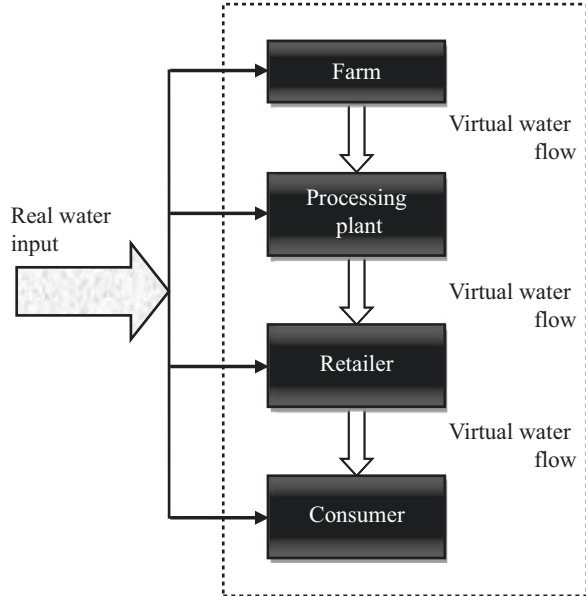 Farm
Virtual water
flow
Processing
plant
Real water
input
Virtual water
flow
Retailer
Virtual water
flow
Consumer